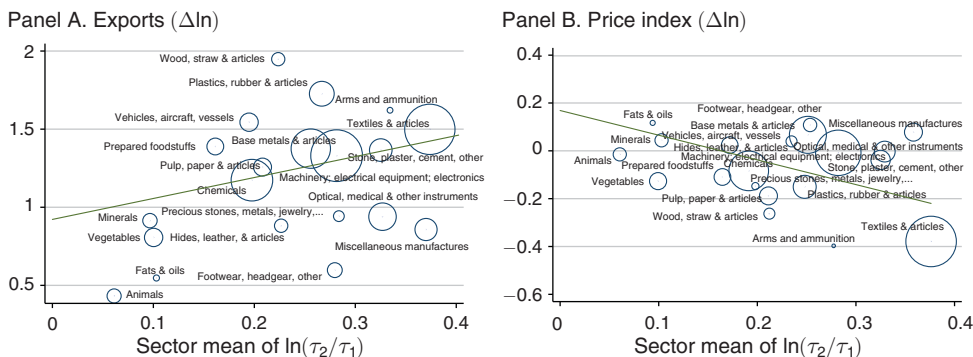 Panel A. Exports (Δln)
2
1.5
1
0.5
0
0.1
0.2
0.3
0.4
Wood, straw & articles
Plastics, rubber & articles
Arms and ammunition
Vehicles, aircraft, vessels
Textiles & articles
Base metals & articles
Prepared foodstuffs
Stone, plaster, cement, other
Pulp, paper & articles
Machinery; electrical equipment; electronics
Chemicals
Optical, medical & other instruments
Precious stones, metals, jewelry,...
Minerals
Vegetables
Hides, leather, & articles
Miscellaneous manufactures
Fats & oils
Footwear, headgear, other
Animals
Sector mean of ln(τ2/τ1)
Panel B. Price index (Δln)
0.4
0.2
0
−0.2
−0.4
−0.6
0
0.1
0.2
0.3
0.4
Footwear, headgear, other
Fats & oils
Base metals & articles
Miscellaneous manufactures
Minerals
Vehicles, aircraft, vessels
Hides, leather, & articles
Optical, medical & other instruments
Animals
Machinery; electrical equipment; electronics
Prepared foodstuffs
Chemicals
Stone, plaster, cement, other
Vegetables
Precious stones, metals, jewelry,...
Pulp, paper & articles
Plastics, rubber & articles
Wood, straw & articles
Textiles & articles
Arms and ammunition
Sector mean of ln(τ2/τ1)